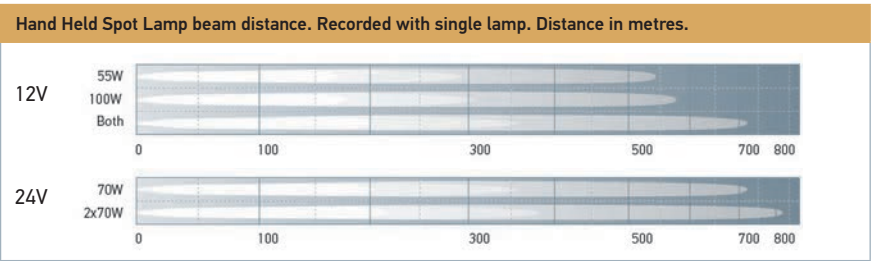 Hand Held Spot Lamp beam distance. Recorded with single lamp. Distance in metres.
12V
55W
100W
Both
0 100 300 500 700 800
24V
70W
2x70W
0 100 300 500 700 800